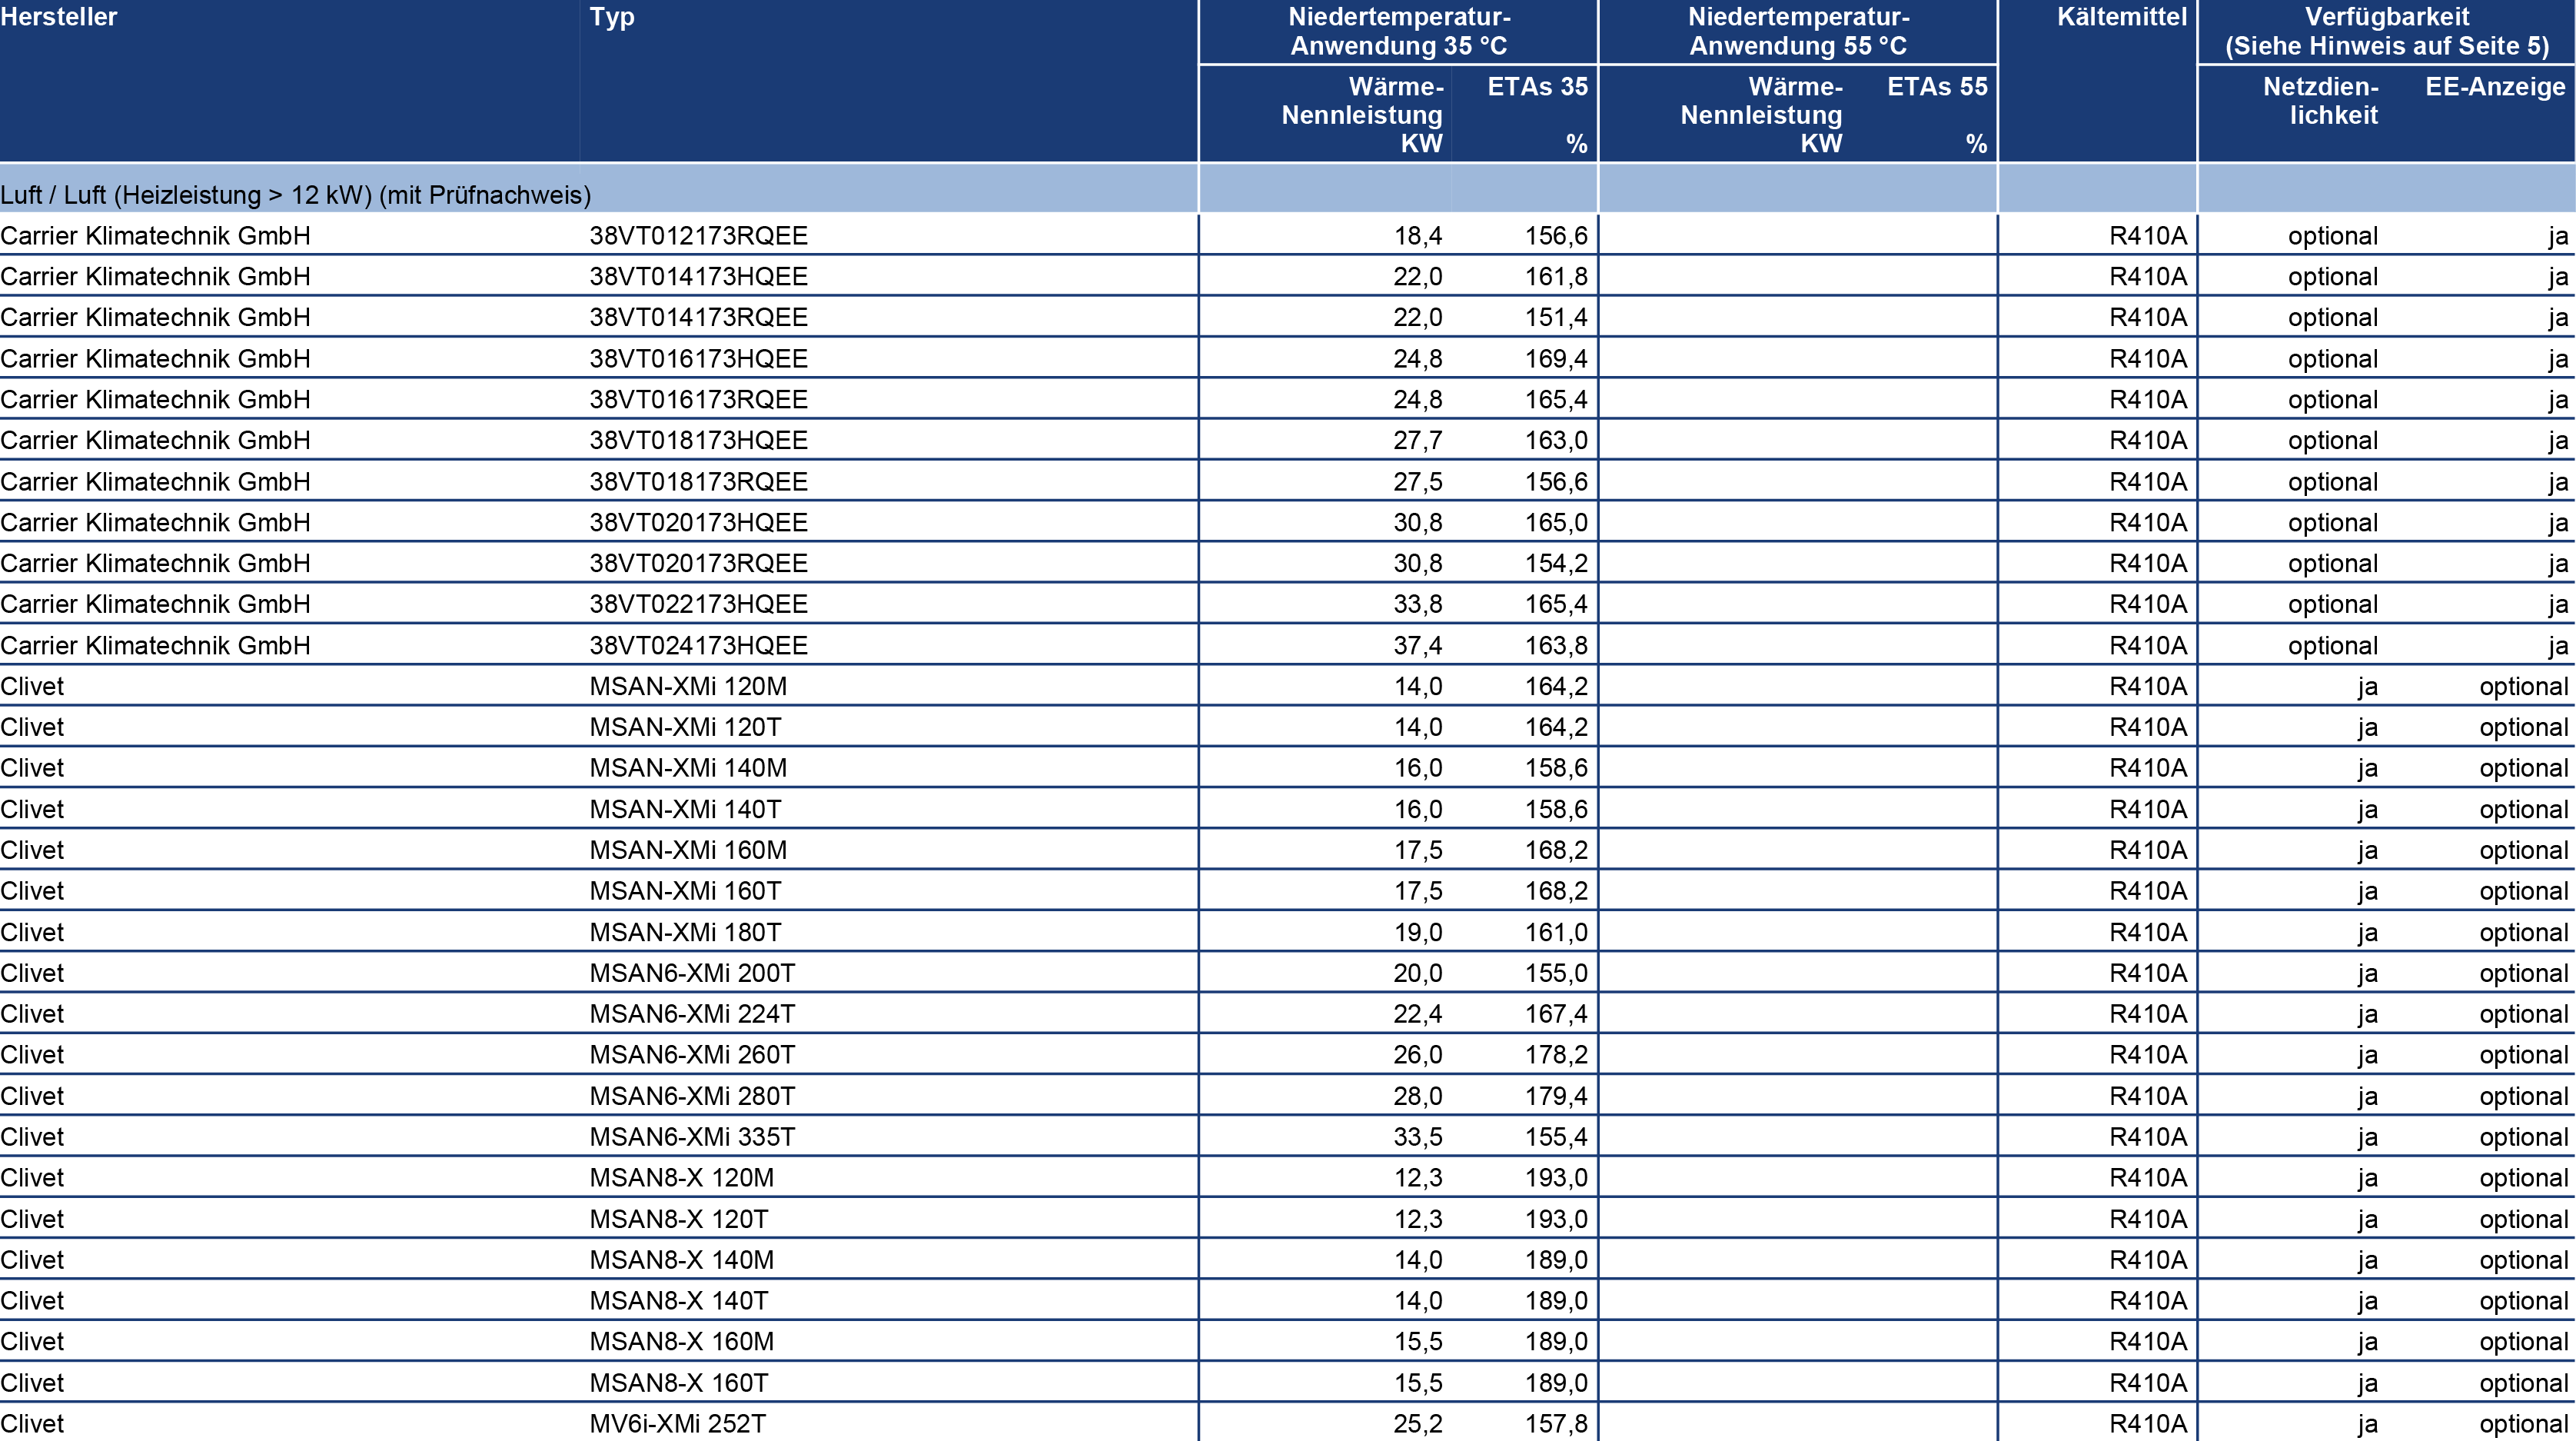 Hersteller Typ Niedertemperatur- Niedertemperatur- Kältemittel Verfügbarkeit
Anwendung 35 °C Anwendung 55 °C (Siehe Hinweis auf Seite 5)
Wärme- ETAs 35 Wärme- ETAs 55 Netzdien- EE-Anzeige
Nennleistung Nennleistung lichkeit
KW % KW %
Luft / Luft (Heizleistung > 12 kW) (mit Prüfnachweis)
Carrier Klimatechnik GmbH 38VT012173RQEE 18,4 156,6 R410A optional ja
Carrier Klimatechnik GmbH 38VT014173HQEE 22,0 161,8 R410A optional ja
Carrier Klimatechnik GmbH 38VT014173RQEE 22,0 151,4 R410A optional ja
Carrier Klimatechnik GmbH 38VT016173HQEE 24,8 169,4 R410A optional ja
Carrier Klimatechnik GmbH 38VT016173RQEE 24,8 165,4 R410A optional ja
Carrier Klimatechnik GmbH 38VT018173HQEE 27,7 163,0 R410A optional ja
Carrier Klimatechnik GmbH 38VT018173RQEE 27,5 156,6 R410A optional ja
Carrier Klimatechnik GmbH 38VT020173HQEE 30,8 165,0 R410A optional ja
Carrier Klimatechnik GmbH 38VT020173RQEE 30,8 154,2 R410A optional ja
Carrier Klimatechnik GmbH 38VT022173HQEE 33,8 165,4 R410A optional ja
Carrier Klimatechnik GmbH 38VT024173HQEE 37,4 163,8 R410A optional ja
Clivet MSAN-XMi 120M 14,0 164,2 R410A ja optional
Clivet MSAN-XMi 120T 14,0 164,2 R410A ja optional
Clivet MSAN-XMi 140M 16,0 158,6 R410A ja optional
Clivet MSAN-XMi 140T 16,0 158,6 R410A ja optional
Clivet MSAN-XMi 160M 17,5 168,2 R410A ja optional
Clivet MSAN-XMi 160T 17,5 168,2 R410A ja optional
Clivet MSAN-XMi 180T 19,0 161,0 R410A ja optional
Clivet MSAN6-XMi 200T 20,0 155,0 R410A ja optional
Clivet MSAN6-XMi 224T 22,4 167,4 R410A ja optional
Clivet MSAN6-XMi 260T 26,0 178,2 R410A ja optional
Clivet MSAN6-XMi 280T 28,0 179,4 R410A ja optional
Clivet MSAN6-XMi 335T 33,5 155,4 R410A ja optional
Clivet MSAN8-X 120M 12,3 193,0 R410A ja optional
Clivet MSAN8-X 120T 12,3 193,0 R410A ja optional
Clivet MSAN8-X 140M 14,0 189,0 R410A ja optional
Clivet MSAN8-X 140T 14,0 189,0 R410A ja optional
Clivet MSAN8-X 160M 15,5 189,0 R410A ja optional
Clivet MSAN8-X 160T 15,5 189,0 R410A ja optional
Clivet MV6i-XMi 252T 25,2 157,8 R410A ja optional